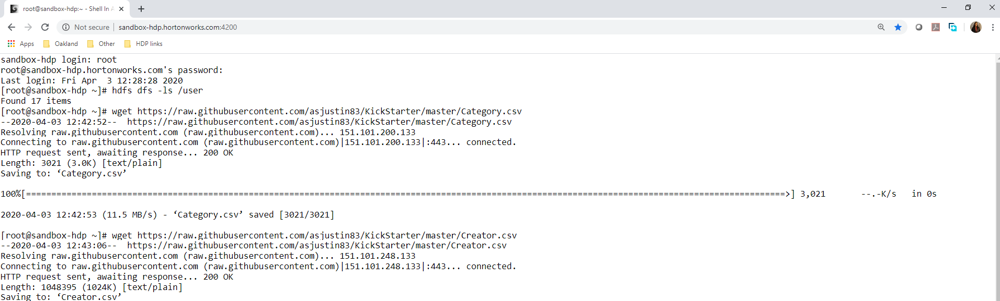 root@sandbox-hdp:~ - Shell In A
Not secure | sandbox-hdp.hortonworks.com:4200
Apps Oakland Other HDP links
sandbox-hdp login: root
root@sandbox-hdp.hortonworks.com's password:
Last login: Fri Apr  3 12:28:28 2020
[root@sandbox-hdp ~]# hdfs dfs -ls /user
Found 17 items
[root@sandbox-hdp ~]# wget https://raw.githubusercontent.com/asjustin83/KickStarter/master/Category.csv
--2020-04-03 12:42:52--  https://raw.githubusercontent.com/asjustin83/KickStarter/master/Category.csv
Resolving raw.githubusercontent.com (raw.githubusercontent.com)... 151.101.200.133
Connecting to raw.githubusercontent.com (raw.githubusercontent.com)|151.101.200.133|:443... connected.
HTTP request sent, awaiting response... 200 OK
Length: 3021 (3.0K) [text/plain]
Saving to: ‘Category.csv’
100%[======================================================================================================================================================>] 3,021       --.-K/s   in 0s
2020-04-03 12:42:53 (11.5 MB/s) - ‘Category.csv’ saved [3021/3021]
[root@sandbox-hdp ~]# wget https://raw.githubusercontent.com/asjustin83/KickStarter/master/Creator.csv
--2020-04-03 12:43:06--  https://raw.githubusercontent.com/asjustin83/KickStarter/master/Creator.csv
Resolving raw.githubusercontent.com (raw.githubusercontent.com)... 151.101.248.133
Connecting to raw.githubusercontent.com (raw.githubusercontent.com)|151.101.248.133|:443... connected.
HTTP request sent, awaiting response... 200 OK
Length: 1048395 (1024K) [text/plain]
Saving to: ‘Creator.csv’